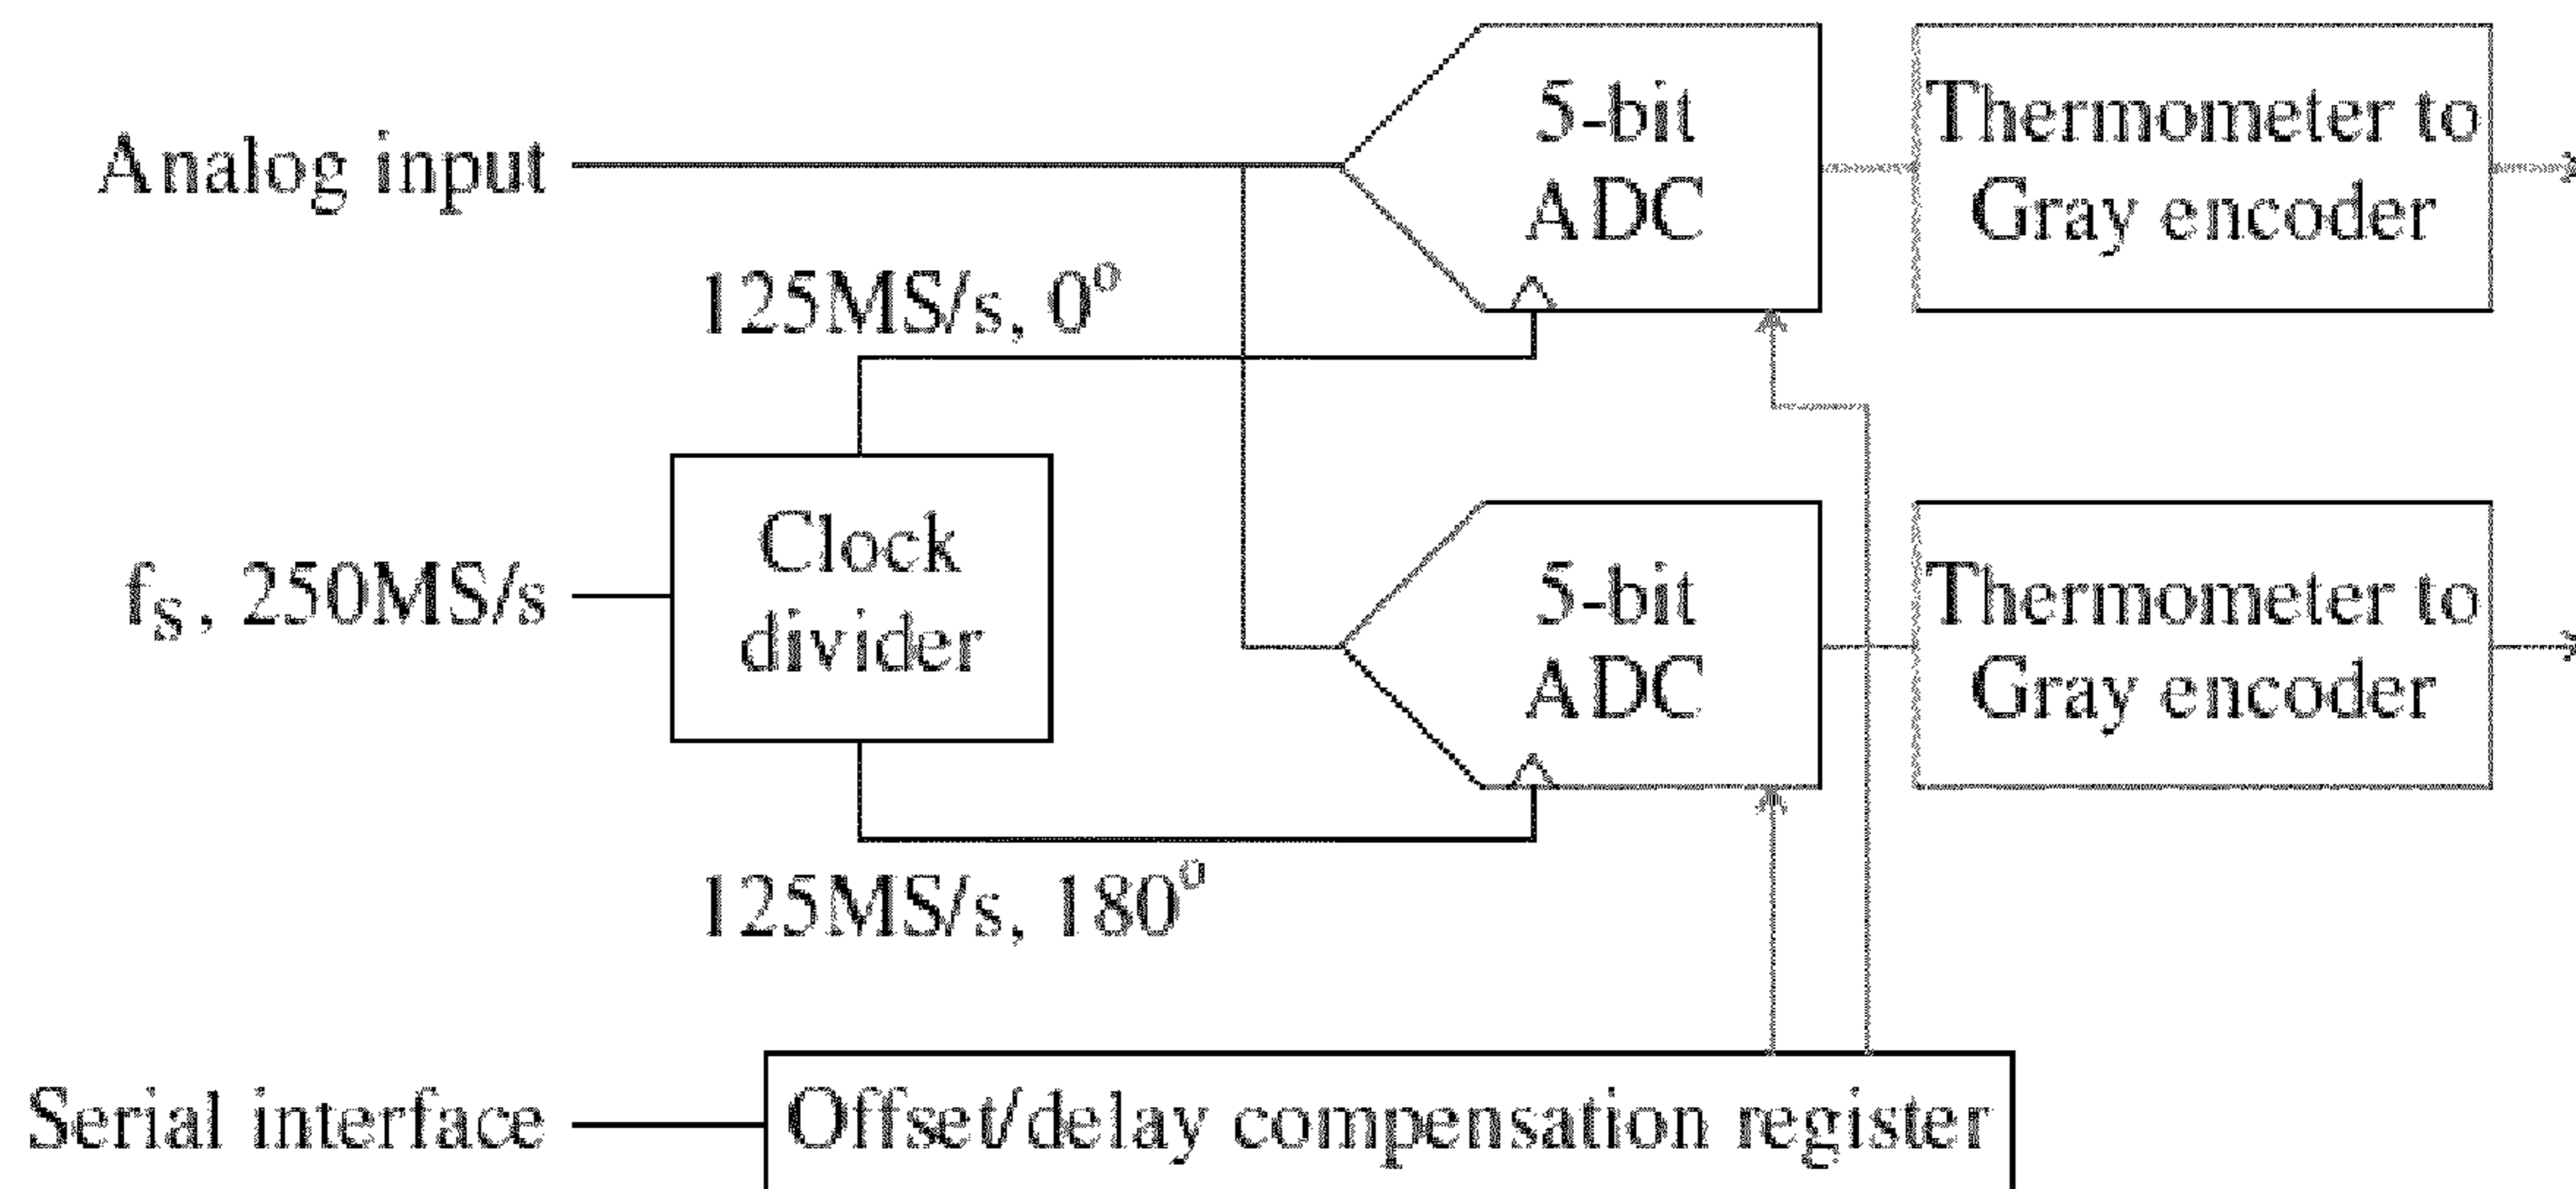 5-bit
ADC
Thermometer to
Gray encoder
Analog input
125MS/s, 0°
Clock
divider
fs, 250MS/s
5-bit
ADC
Thermometer to
Gray encoder
125MS/s, 180°
Serial interface
Offset/delay compensation register